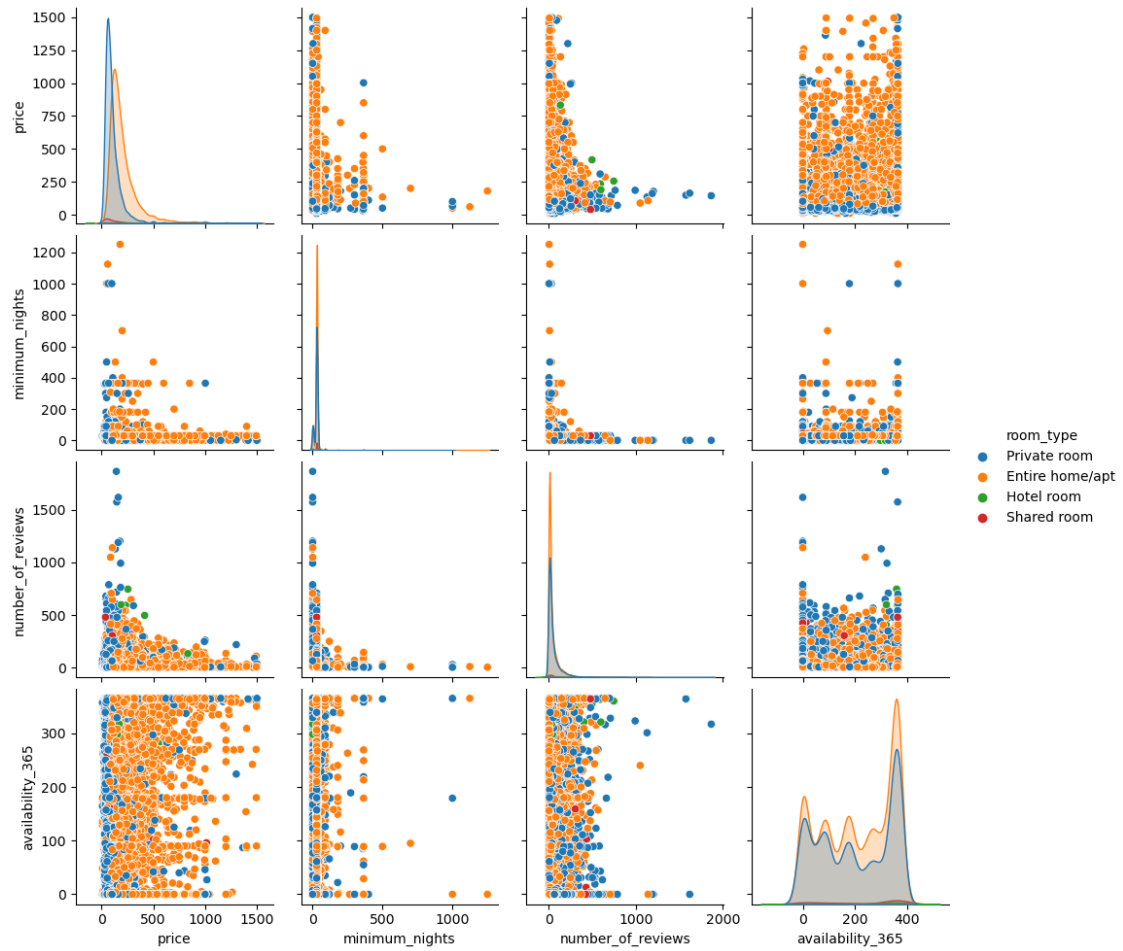 1500
1250
1000
750
500
250
0
price
1200
1000
800
600
400
200
0
minimum_nights
room_type
Private room
Entire home/apt
Hotel room
Shared room
1500
1000
500
0
number_of_reviews
300
200
100
0
availability_365
0 500 1000 1500
0 500 1000
0 1000 2000
0 200 400
price
minimum_nights
number_of_reviews
availability_365